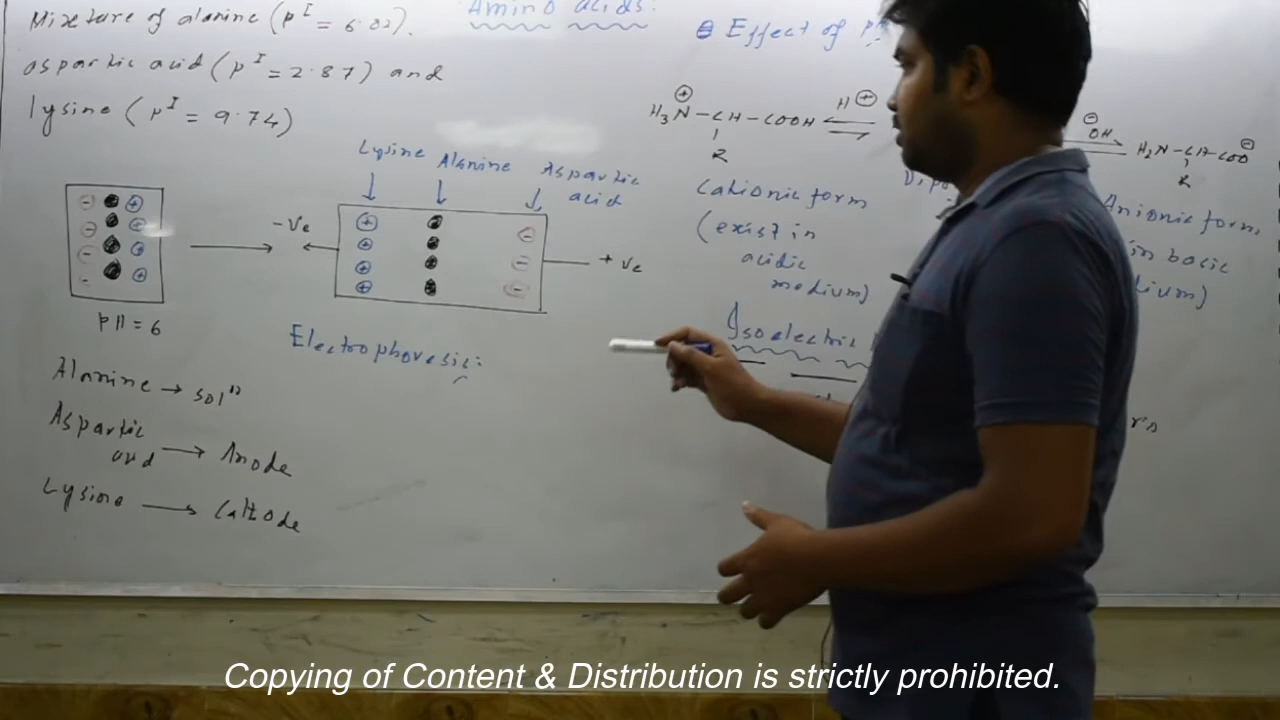 Mixture of alanine (pI = 6.02),
aspartic acid (pI = 2.87) and
lysine (pI = 9.74)
Amino acids:
Effect of pH
H₃N⊕ – CH – COOH
R
H⊕
⊖OH
H₂N – CH – COO⊖
R
Cationic form
(exist in
acidic
medium)
Anionic form
in basic
Isoelectric
Lysine Alanine Aspartic
acid
- ve
+ ve
pH = 6
Electrophoresis:
Alanine → solⁿ
Aspartic
acid → Anode
Lysine → Cathode
Copying of Content & Distribution is strictly prohibited.